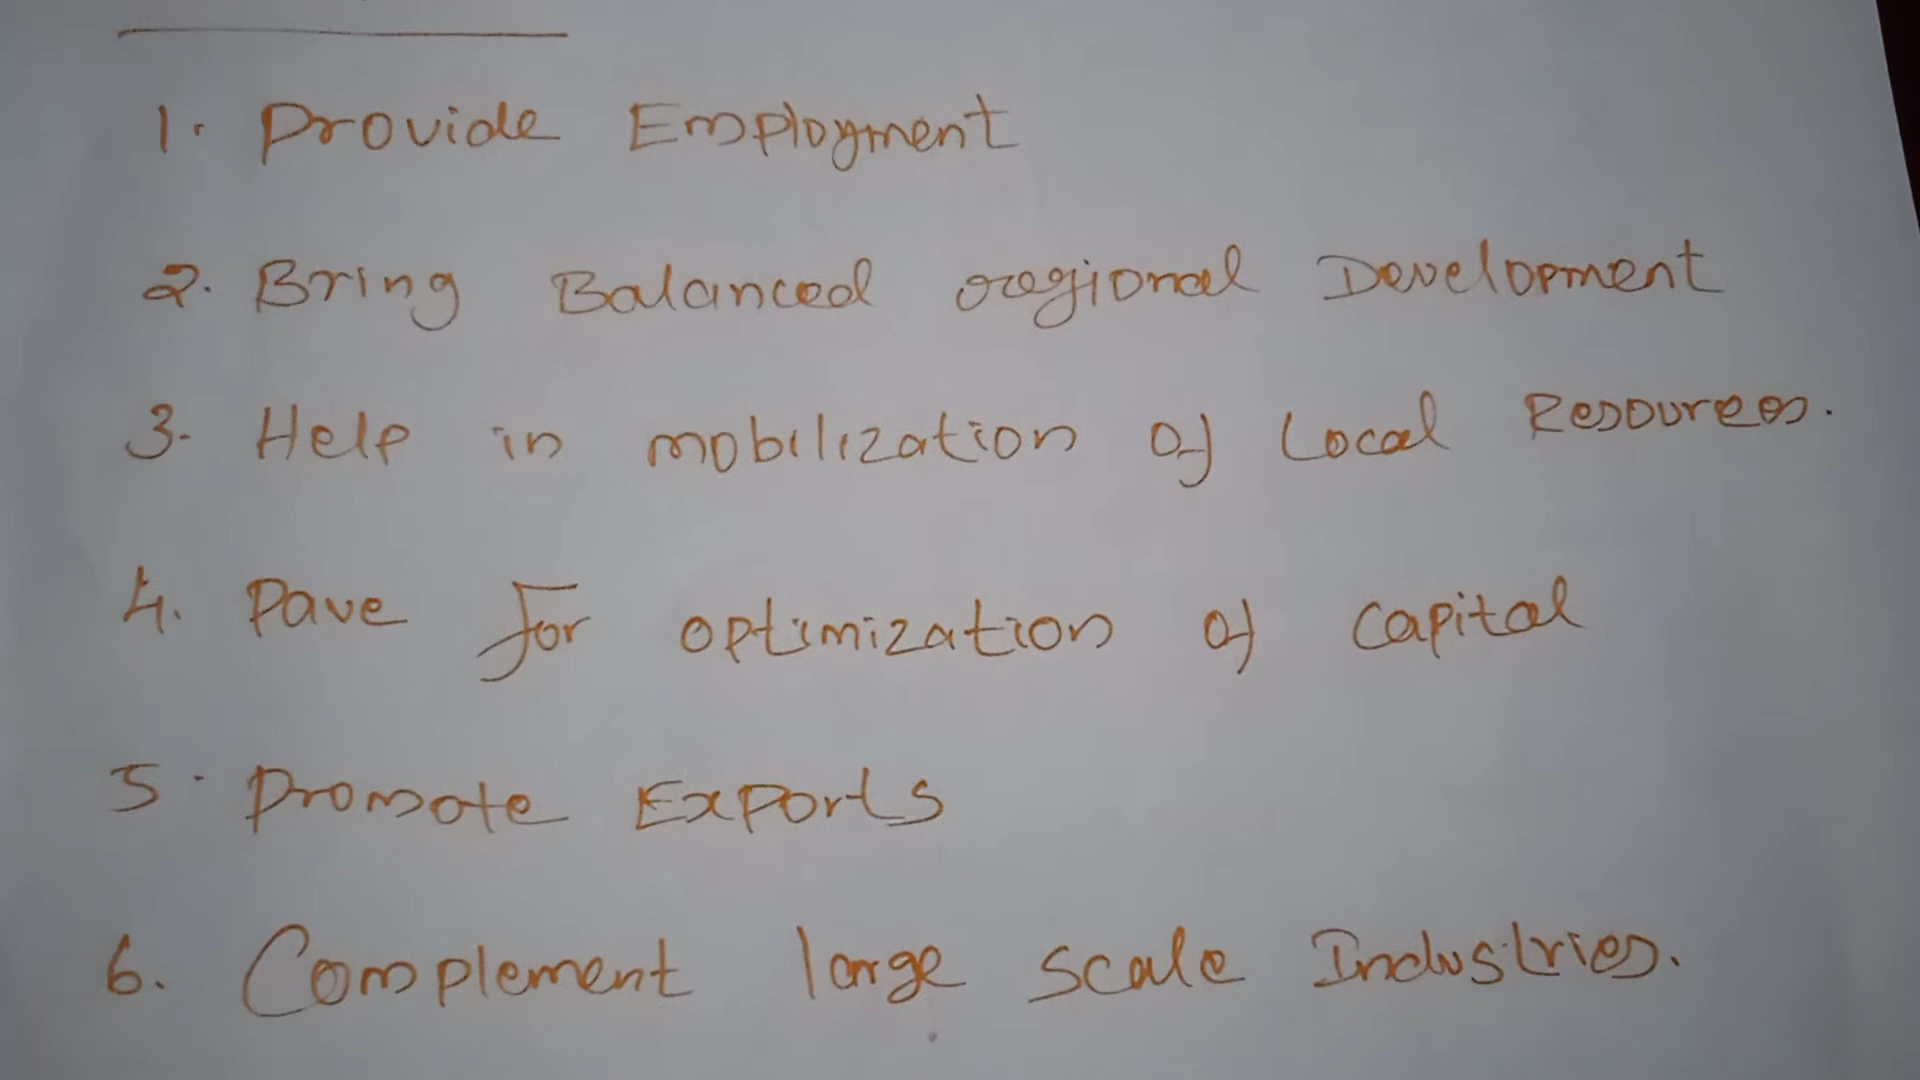 1. Provide Employment
2. Bring Balanced regional Development
3. Help in mobilization of Local Resources.
4. Pave for optimization of capital
5. Promote Exports
6. Complement large scale Industries.